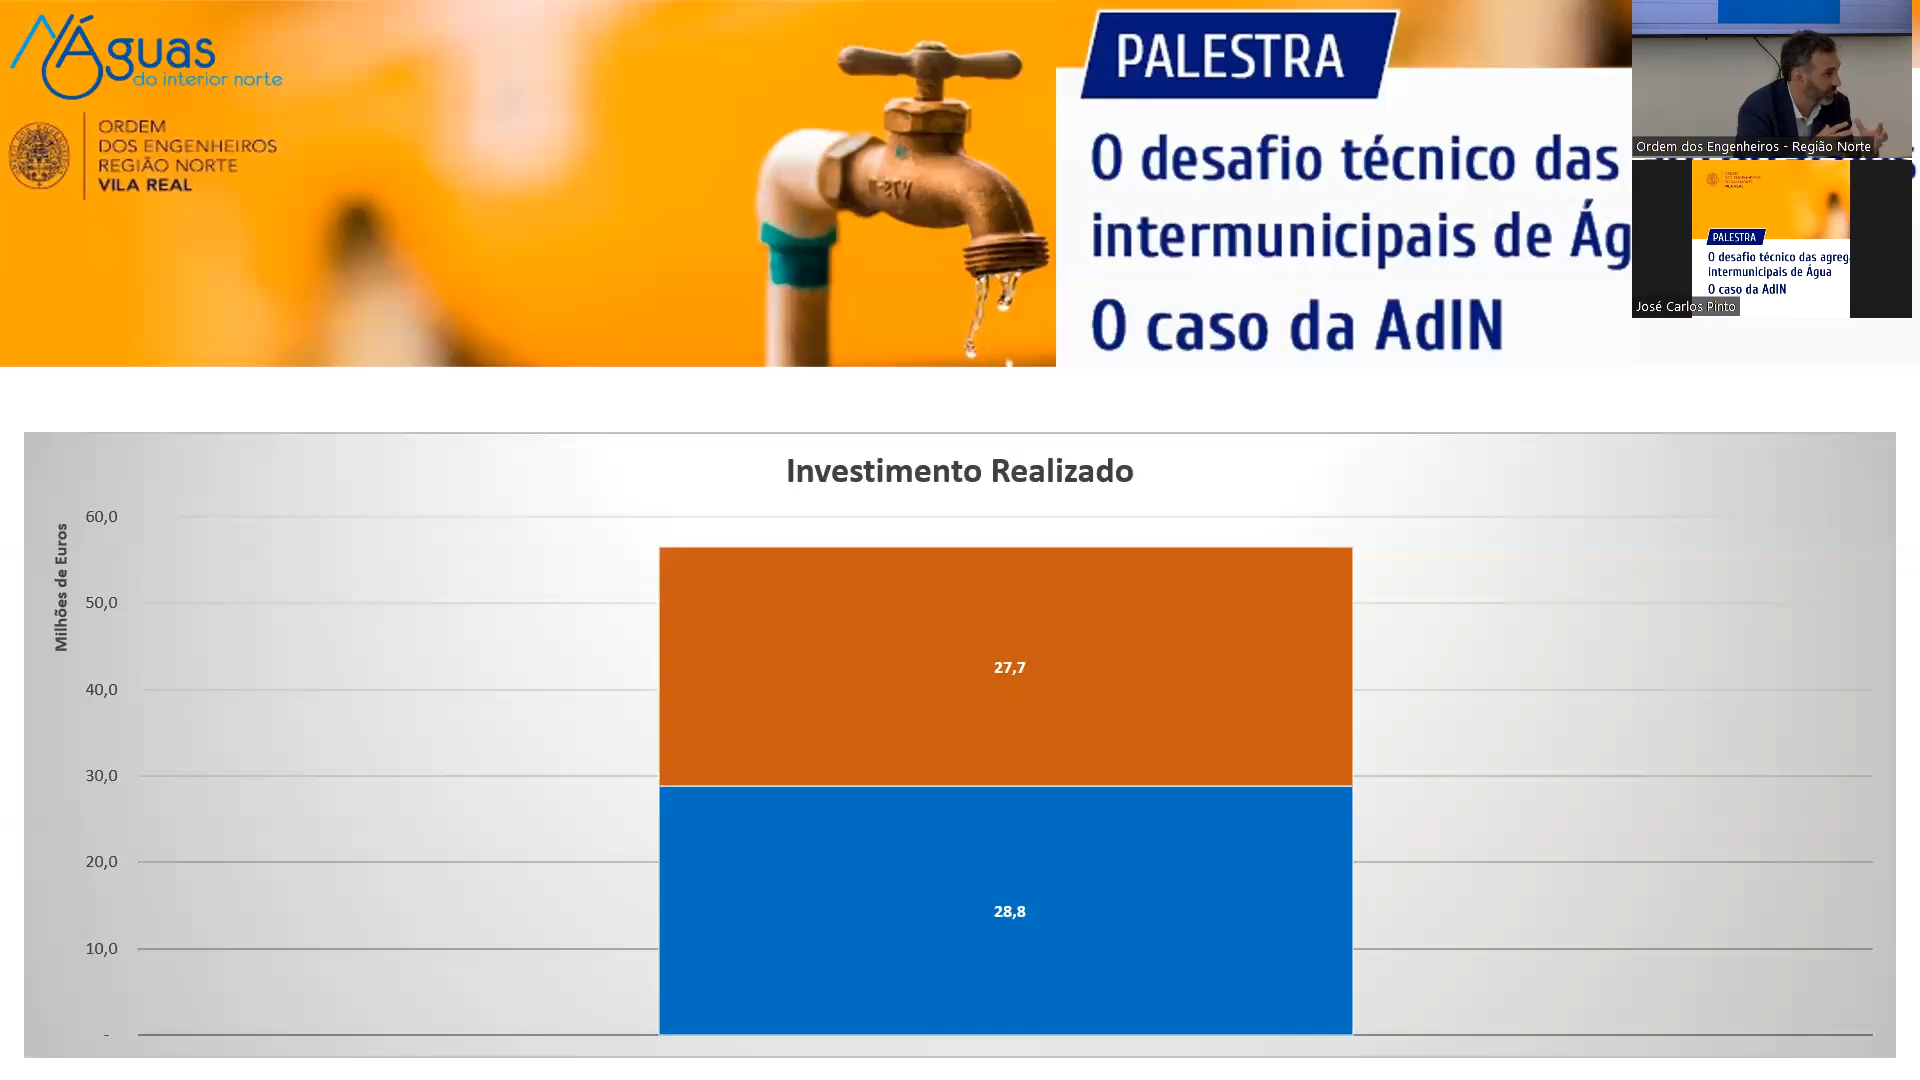 Águas
do interior norte
ORDEM
DOS ENGENHEIROS
REGIÃO NORTE
VILA REAL
PALESTRA
O desafio técnico das
intermunicipais de Ág
O caso da AdIN
Ordem dos Engenheiros - Região Norte
PALESTRA
O desafio técnico das agreg
intermunicipais de Água
O caso da AdIN
José Carlos Pinto
Investimento Realizado
Milhões de Euros
60,0
50,0
40,0
30,0
20,0
10,0
-
27,7
28,8